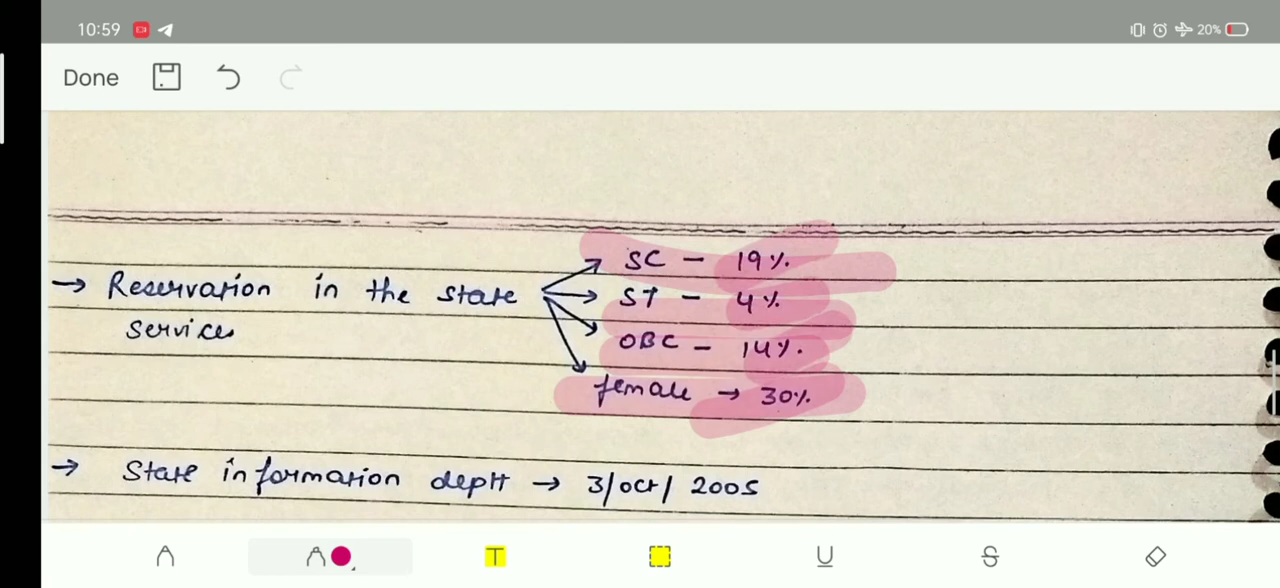 10:59
20%
Done
SC - 19%.
→ Reservation in the state → ST - 4%
services
OBC - 14%.
female → 30%
→ State information deptt → 3/oct/2005
T
U
S